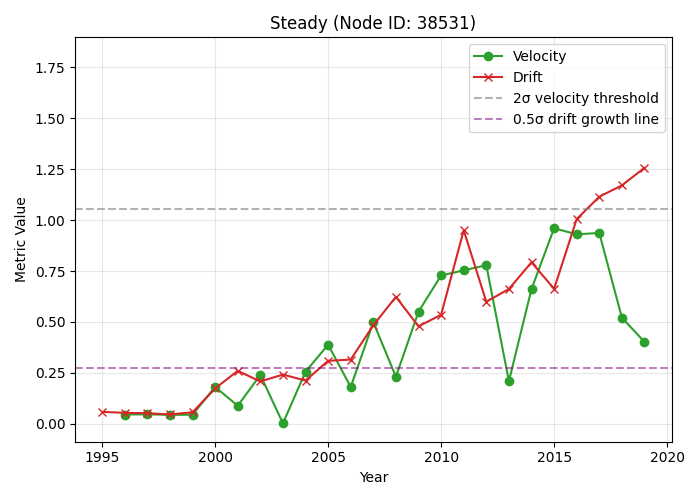 Steady (Node ID: 38531)
Velocity
Drift
2σ velocity threshold
0.5σ drift growth line
Metric Value
1.75
1.50
1.25
1.00
0.75
0.50
0.25
0.00
1995 2000 2005 2010 2015 2020
Year